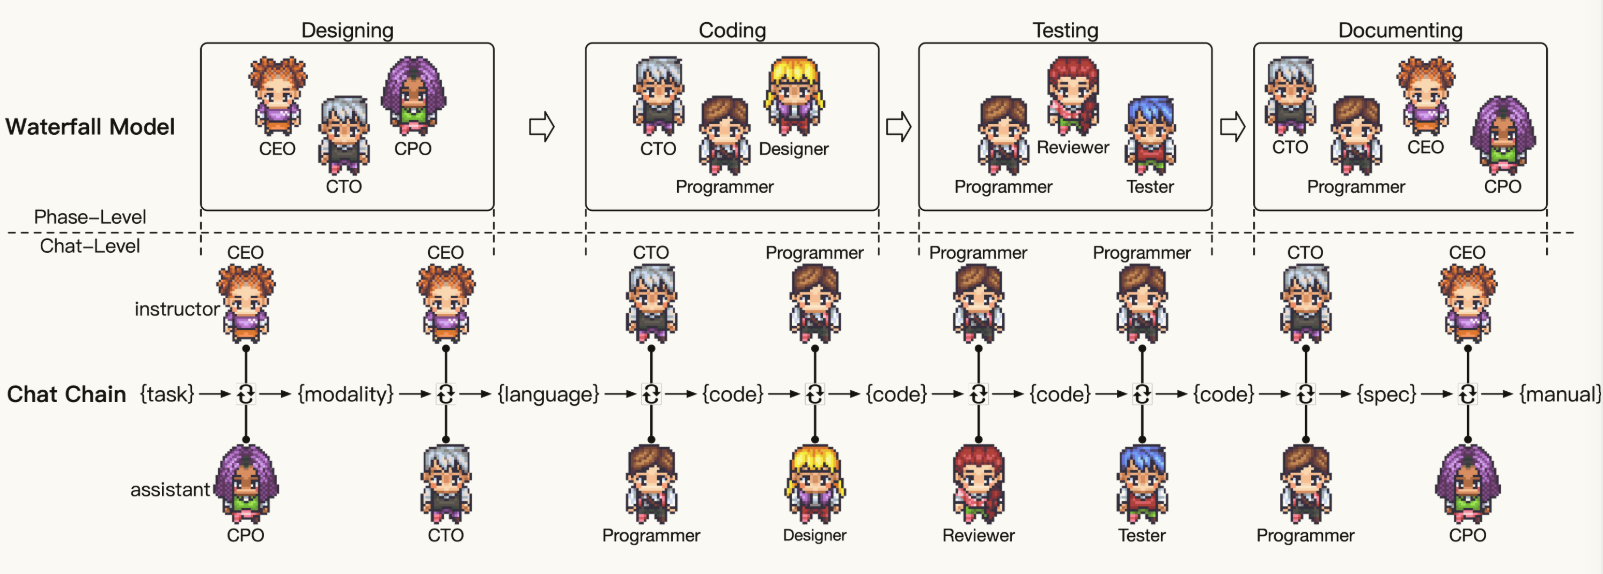 Designing Coding Testing Documenting
Waterfall Model
CEO CPO CTO Designer Reviewer CTO CEO
CTO Programmer Programmer Tester Programmer CPO
Phase–Level
Chat–Level
CEO CEO CTO Programmer Programmer Programmer CTO CEO
instructor
Chat Chain {task} {modality} {language} {code} {code} {code} {code} {spec} {manual}
assistant
CPO CTO Programmer Designer Reviewer Tester Programmer CPO